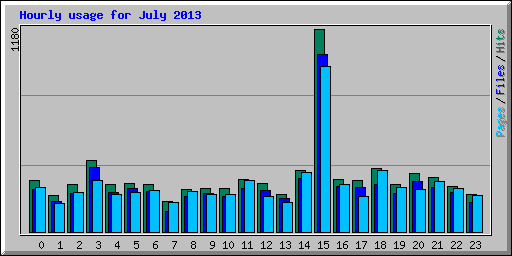 Hourly usage for July 2013
1180
Pages / Files / Hits
0 1 2 3 4 5 6 7 8 9 10 11 12 13 14 15 16 17 18 19 20 21 22 23